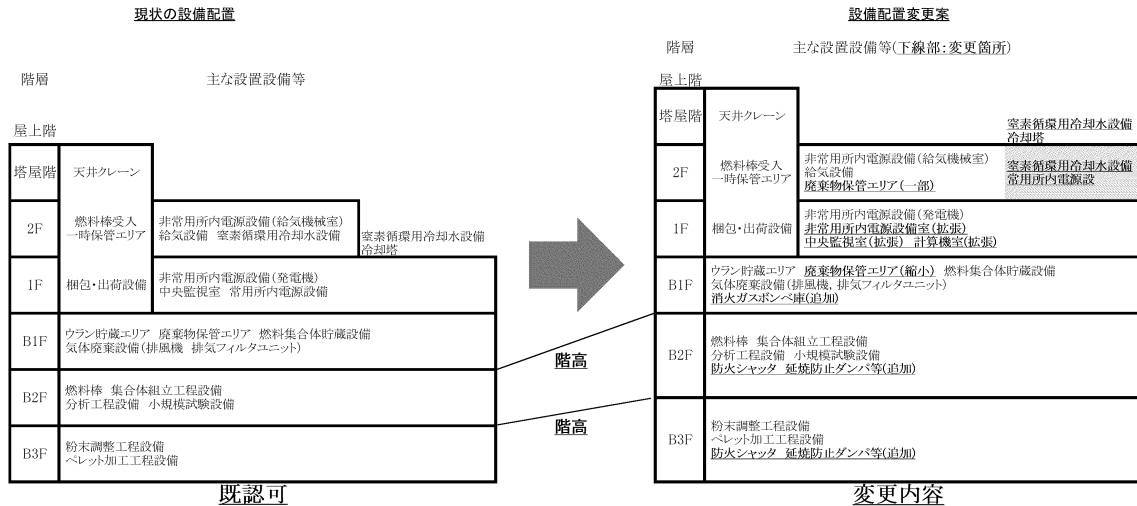 現状の設備配置
階層
主な設置設備等
屋上階
塔屋階
天井クレーン
2F
燃料棒受入
一時保管エリア
非常用所内電源設備(給気機械室)
給気設備 窒素循環用冷却水設備
窒素循環用冷却水設備
冷却塔
1F
梱包・出荷設備
非常用所内電源設備(発電機)
中央監視室 常用所内電源設備
B1F
ウラン貯蔵エリア 廃棄物保管エリア 燃料集合体貯蔵設備
気体廃棄設備(排風機 排気フィルタユニット)
B2F
燃料棒 集合体組立工程設備
分析工程設備 小規模試験設備
B3F
粉末調整工程設備
ペレット加工工程設備
既認可
階高
階高
設備配置変更案
階層
主な設置設備等(下線部:変更箇所)
屋上階
塔屋階
天井クレーン
窒素循環用冷却水設備
冷却塔
2F
燃料棒受入
一時保管エリア
非常用所内電源設備(給気機械室)
給気設備
廃棄物保管エリア(一部)
窒素循環用冷却水設備
常用所内電源設
1F
梱包・出荷設備
非常用所内電源設備(発電機)
非常用所内電源設備室(拡張)
中央監視室(拡張) 計算機室(拡張)
B1F
ウラン貯蔵エリア 廃棄物保管エリア(縮小) 燃料集合体貯蔵設備
気体廃棄設備(排風機, 排気フィルタユニット)
消火ガスボンベ庫(追加)
B2F
燃料棒 集合体組立工程設備
分析工程設備 小規模試験設備
防火シャッタ 延焼防止ダンパ等(追加)
B3F
粉末調整工程設備
ペレット加工工程設備
防火シャッタ 延焼防止ダンパ等(追加)
変更内容